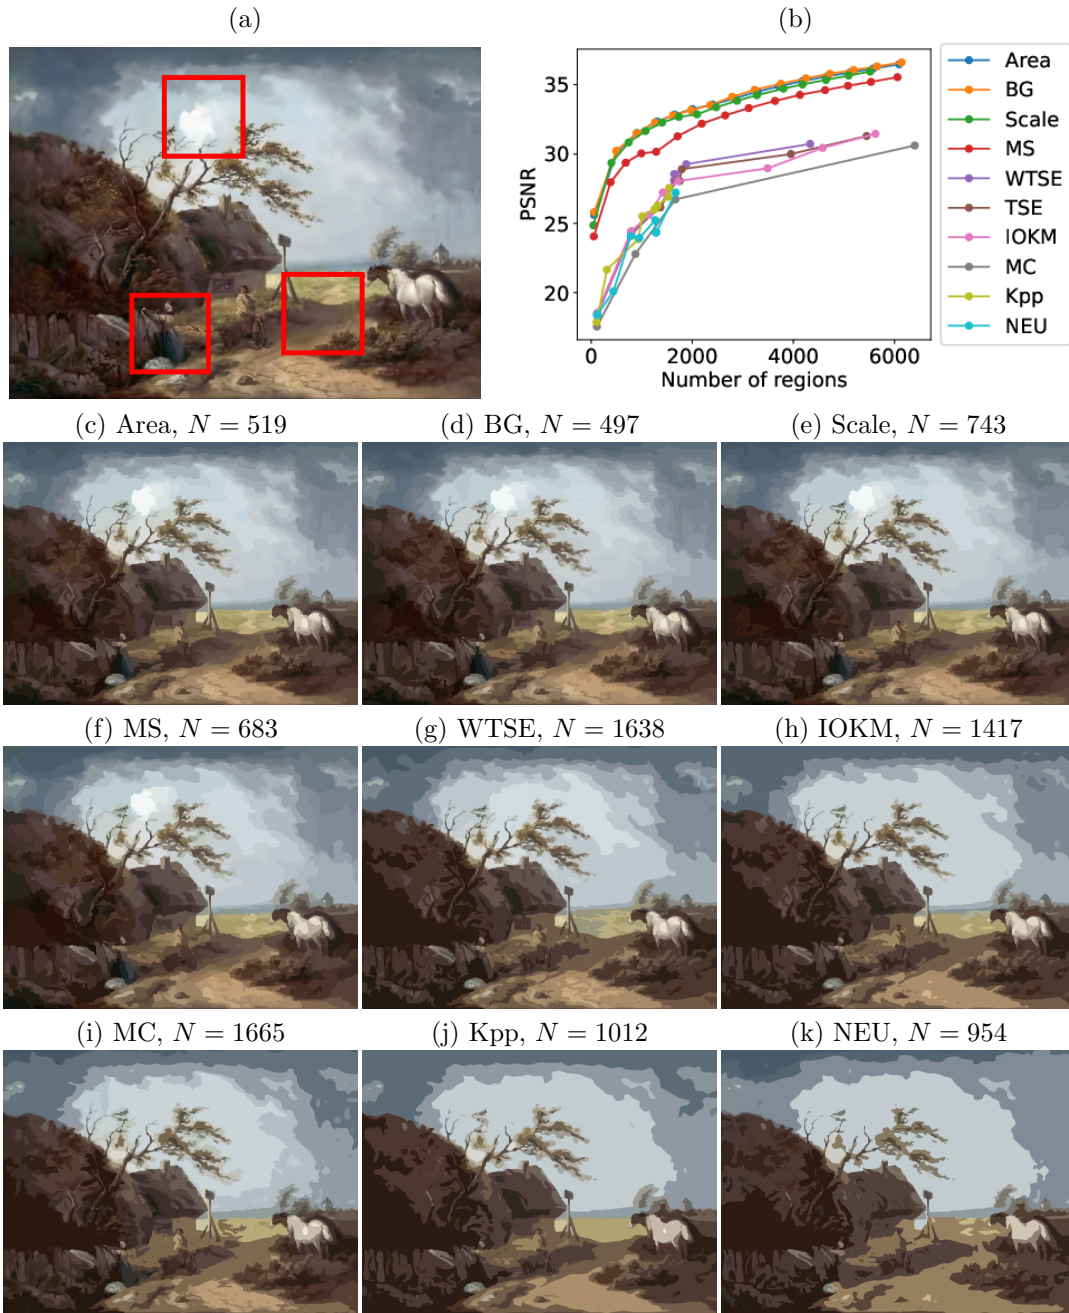 (a)
(b)
35
30
25
20
PSNR
0 2000 4000 6000
Number of regions
Area
BG
Scale
MS
WTSE
TSE
IOKM
MC
Kpp
NEU
(c) Area, N = 519
(d) BG, N = 497
(e) Scale, N = 743
(f) MS, N = 683
(g) WTSE, N = 1638
(h) IOKM, N = 1417
(i) MC, N = 1665
(j) Kpp, N = 1012
(k) NEU, N = 954